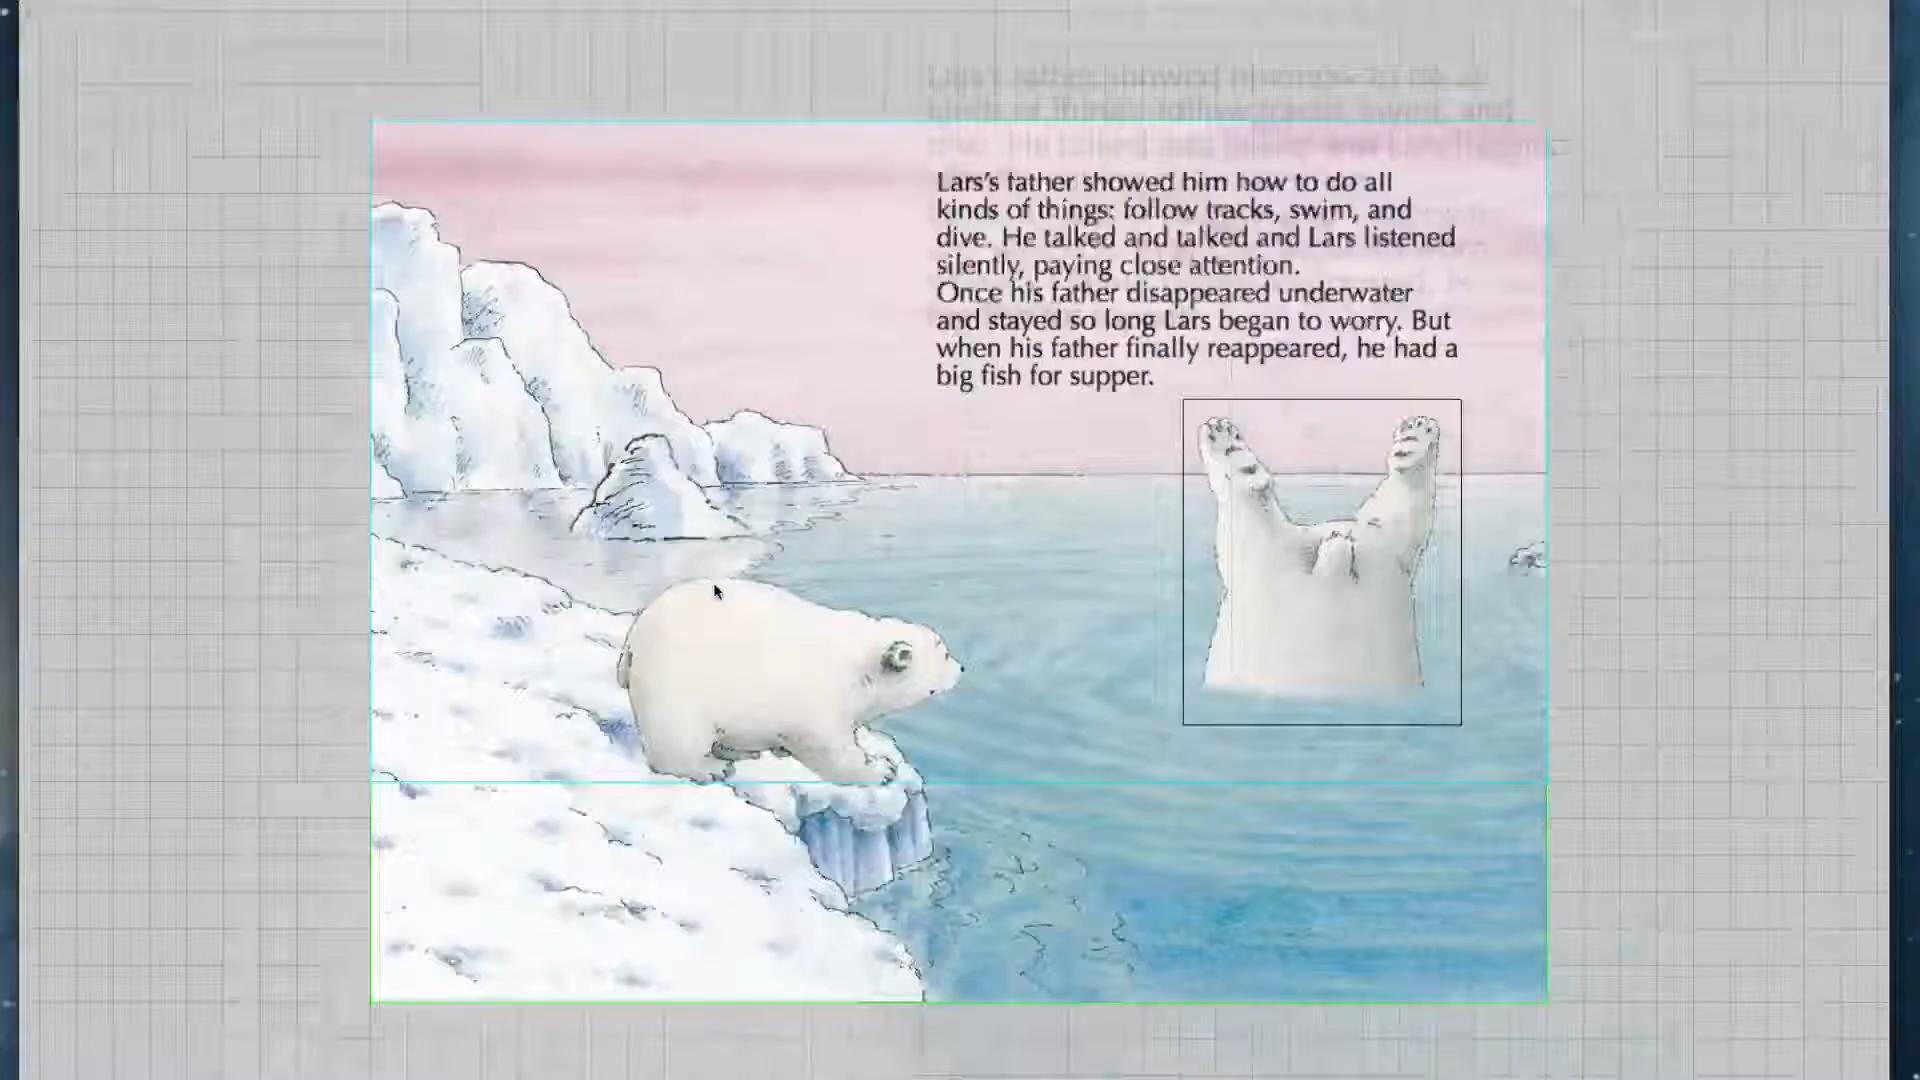 Lars's father showed him how to do all
kinds of things: follow tracks, swim, and
dive. He talked and talked and Lars listened
silently, paying close attention.
Once his father disappeared underwater
and stayed so long Lars began to worry. But
when his father finally reappeared, he had a
big fish for supper.